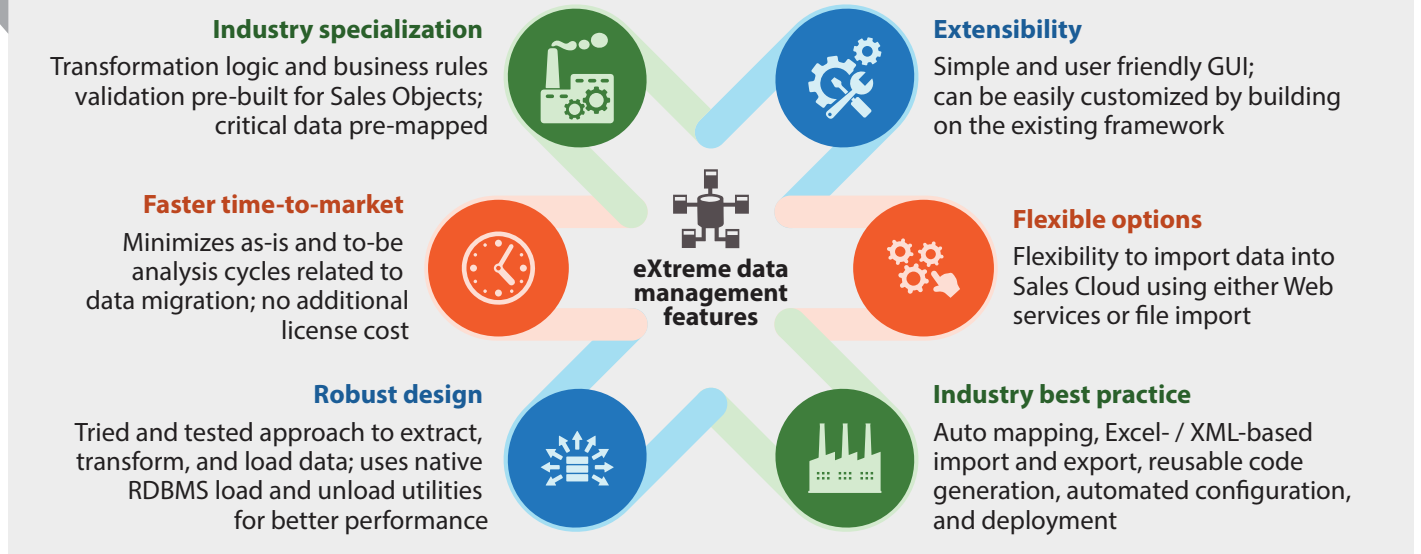 Industry specialization
Transformation logic and business rules
validation pre-built for Sales Objects;
critical data pre-mapped
Extensibility
Simple and user friendly GUI;
can be easily customized by building
on the existing framework
Faster time-to-market
Minimizes as-is and to-be
analysis cycles related to
data migration; no additional
license cost
eXtreme data
management
features
Flexible options
Flexibility to import data into
Sales Cloud using either Web
services or file import
Robust design
Tried and tested approach to extract,
transform, and load data; uses native
RDBMS load and unload utilities
for better performance
Industry best practice
Auto mapping, Excel- / XML-based
import and export, reusable code
generation, automated configuration,
and deployment